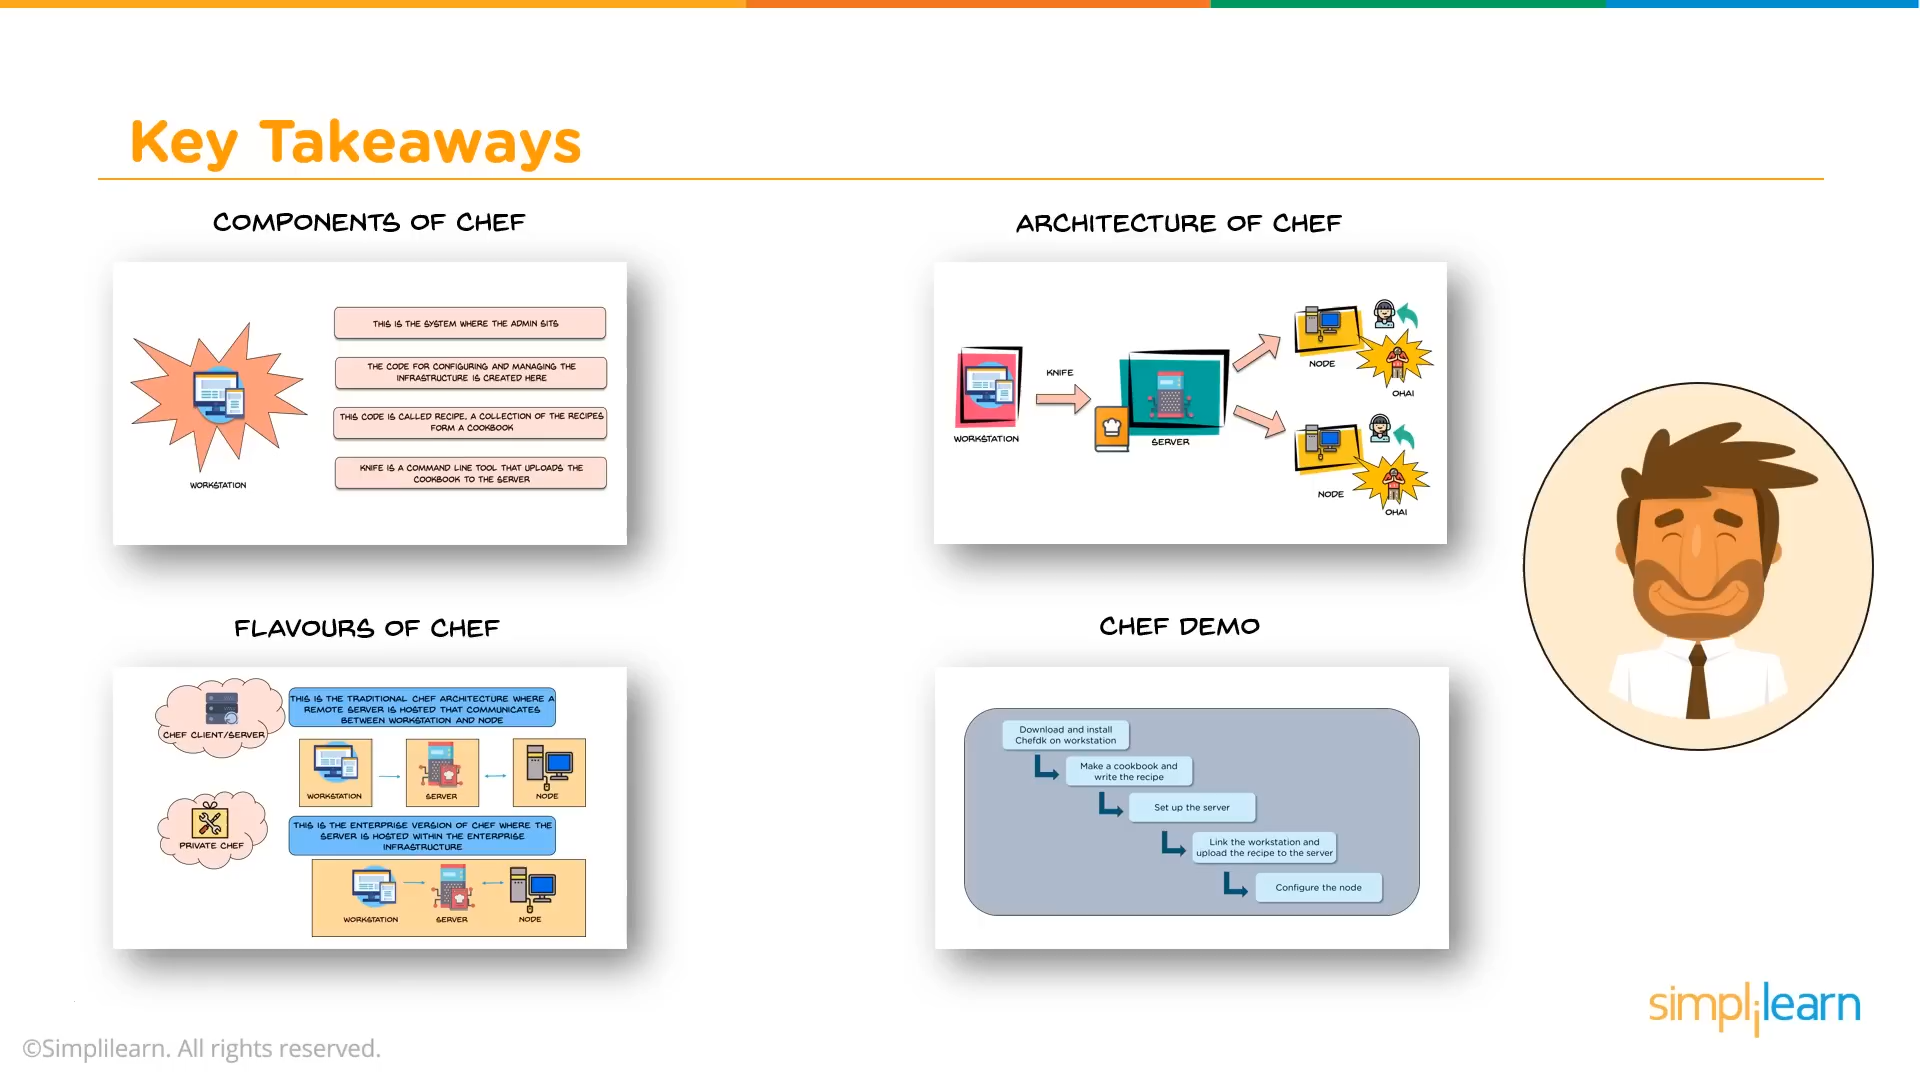 Key Takeaways
COMPONENTS OF CHEF
THIS IS THE SYSTEM WHERE THE ADMIN SITS
THE CODE FOR CONFIGURING AND MANAGING THE
INFRASTRUCTURE IS CREATED HERE
THIS CODE IS CALLED RECIPE, A COLLECTION OF THE RECIPES
FORM A COOKBOOK
KNIFE IS A COMMAND LINE TOOL THAT UPLOADS THE
COOKBOOK TO THE SERVER
WORKSTATION
ARCHITECTURE OF CHEF
WORKSTATION
KNIFE
SERVER
NODE
OHAI
NODE
OHAI
FLAVOURS OF CHEF
CHEF CLIENT/SERVER
THIS IS THE TRADITIONAL CHEF ARCHITECTURE WHERE A
REMOTE SERVER IS HOSTED THAT COMMUNICATES
BETWEEN WORKSTATION AND NODE
WORKSTATION
SERVER
NODE
PRIVATE CHEF
THIS IS THE ENTERPRISE VERSION OF CHEF WHERE THE
SERVER IS HOSTED WITHIN THE ENTERPRISE
INFRASTRUCTURE
WORKSTATION
SERVER
NODE
CHEF DEMO
Download and install
Chefdk on workstation
Make a cookbook and
write the recipe
Set up the server
Link the workstation and
upload the recipe to the server
Configure the node
simplilearn
©Simplilearn. All rights reserved.